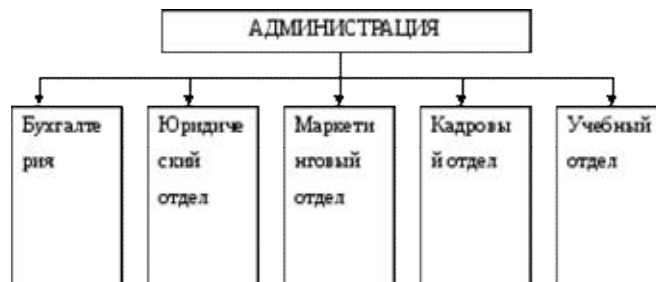 АДМИНИСТРАЦИЯ
Бухгалте
рия
Юридиче
ский
отдел
Маркети
нговый
отдел
Кадровы
й отдел
Учебный
отдел